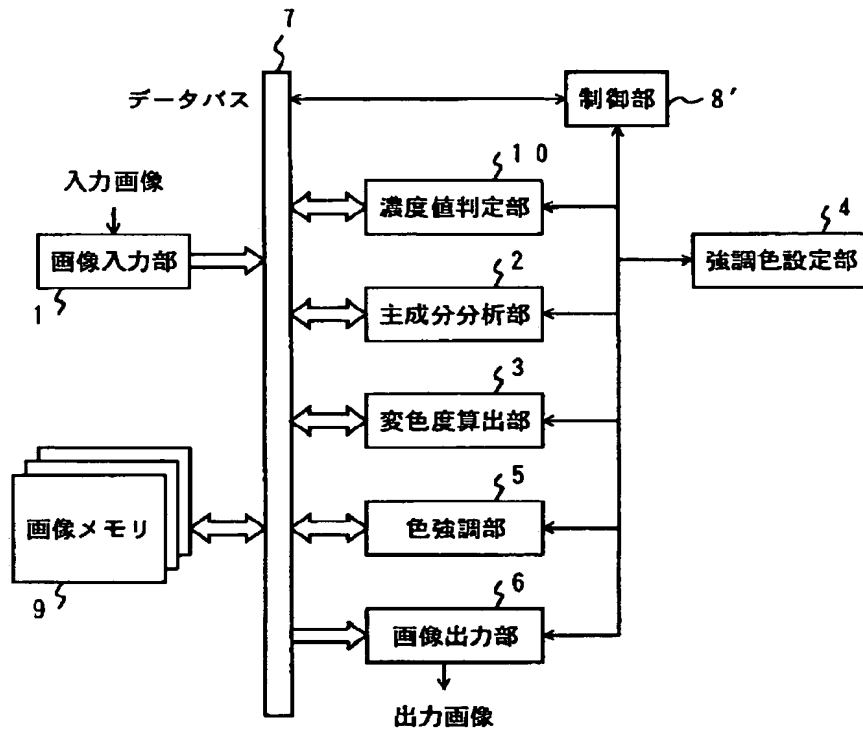 7
データバス
制御部
8′
10
入力画像
濃度値判定部
4
画像入力部
強調色設定部
1
2
主成分分析部
3
変色度算出部
5
画像メモリ
色強調部
9
6
画像出力部
出力画像